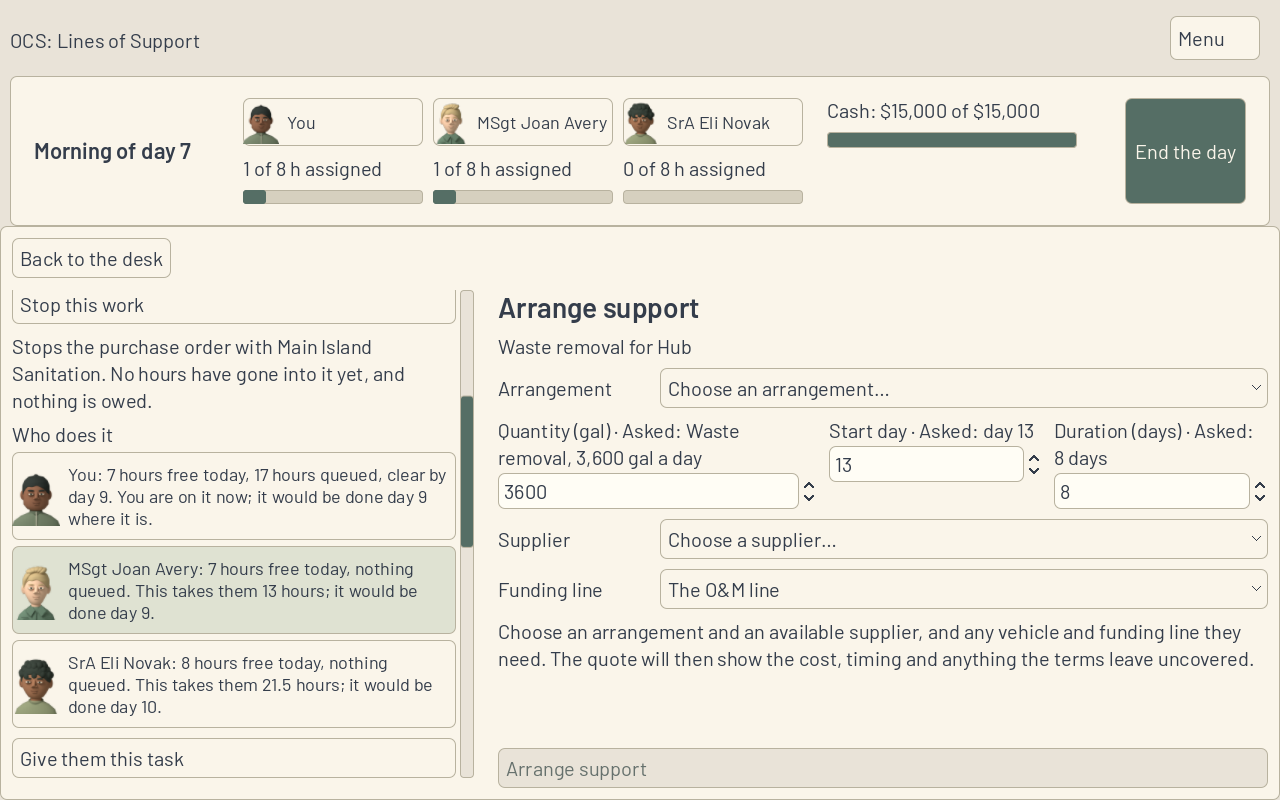 OCS: Lines of Support
Menu
Morning of day 7
You
1 of 8 h assigned
MSgt Joan Avery
1 of 8 h assigned
SrA Eli Novak
0 of 8 h assigned
Cash: $15,000 of $15,000
End the day
Back to the desk
Stop this work
Stops the purchase order with Main Island
Sanitation. No hours have gone into it yet, and
nothing is owed.
Who does it
You: 7 hours free today, 17 hours queued, clear by
day 9. You are on it now; it would be done day 9
where it is.
MSgt Joan Avery: 7 hours free today, nothing
queued. This takes them 13 hours; it would be
done day 9.
SrA Eli Novak: 8 hours free today, nothing
queued. This takes them 21.5 hours; it would be
done day 10.
Give them this task
Arrange support
Waste removal for Hub
Arrangement
Choose an arrangement...
Quantity (gal) · Asked: Waste
removal, 3,600 gal a day
3600
Start day · Asked: day 13
13
Duration (days) · Asked:
8 days
8
Supplier
Choose a supplier...
Funding line
The O&M line
Choose an arrangement and an available supplier, and any vehicle and funding line they
need. The quote will then show the cost, timing and anything the terms leave uncovered.
Arrange support